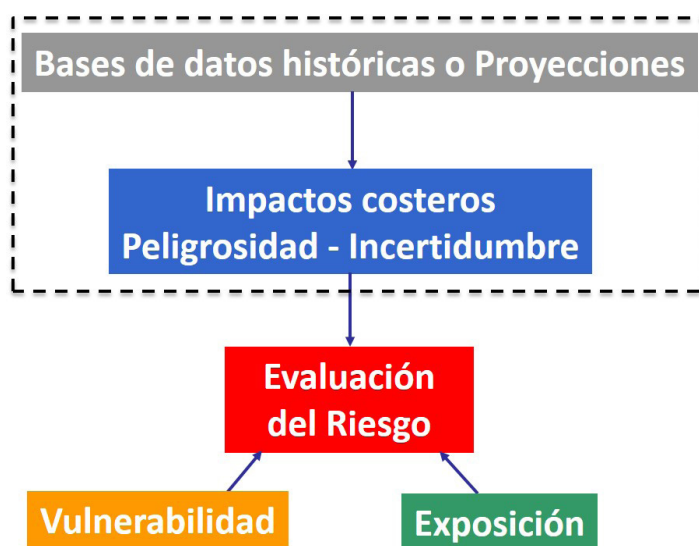 Bases de datos históricas o Proyecciones
Impactos costeros
Peligrosidad - Incertidumbre
Evaluación
del Riesgo
Vulnerabilidad
Exposición